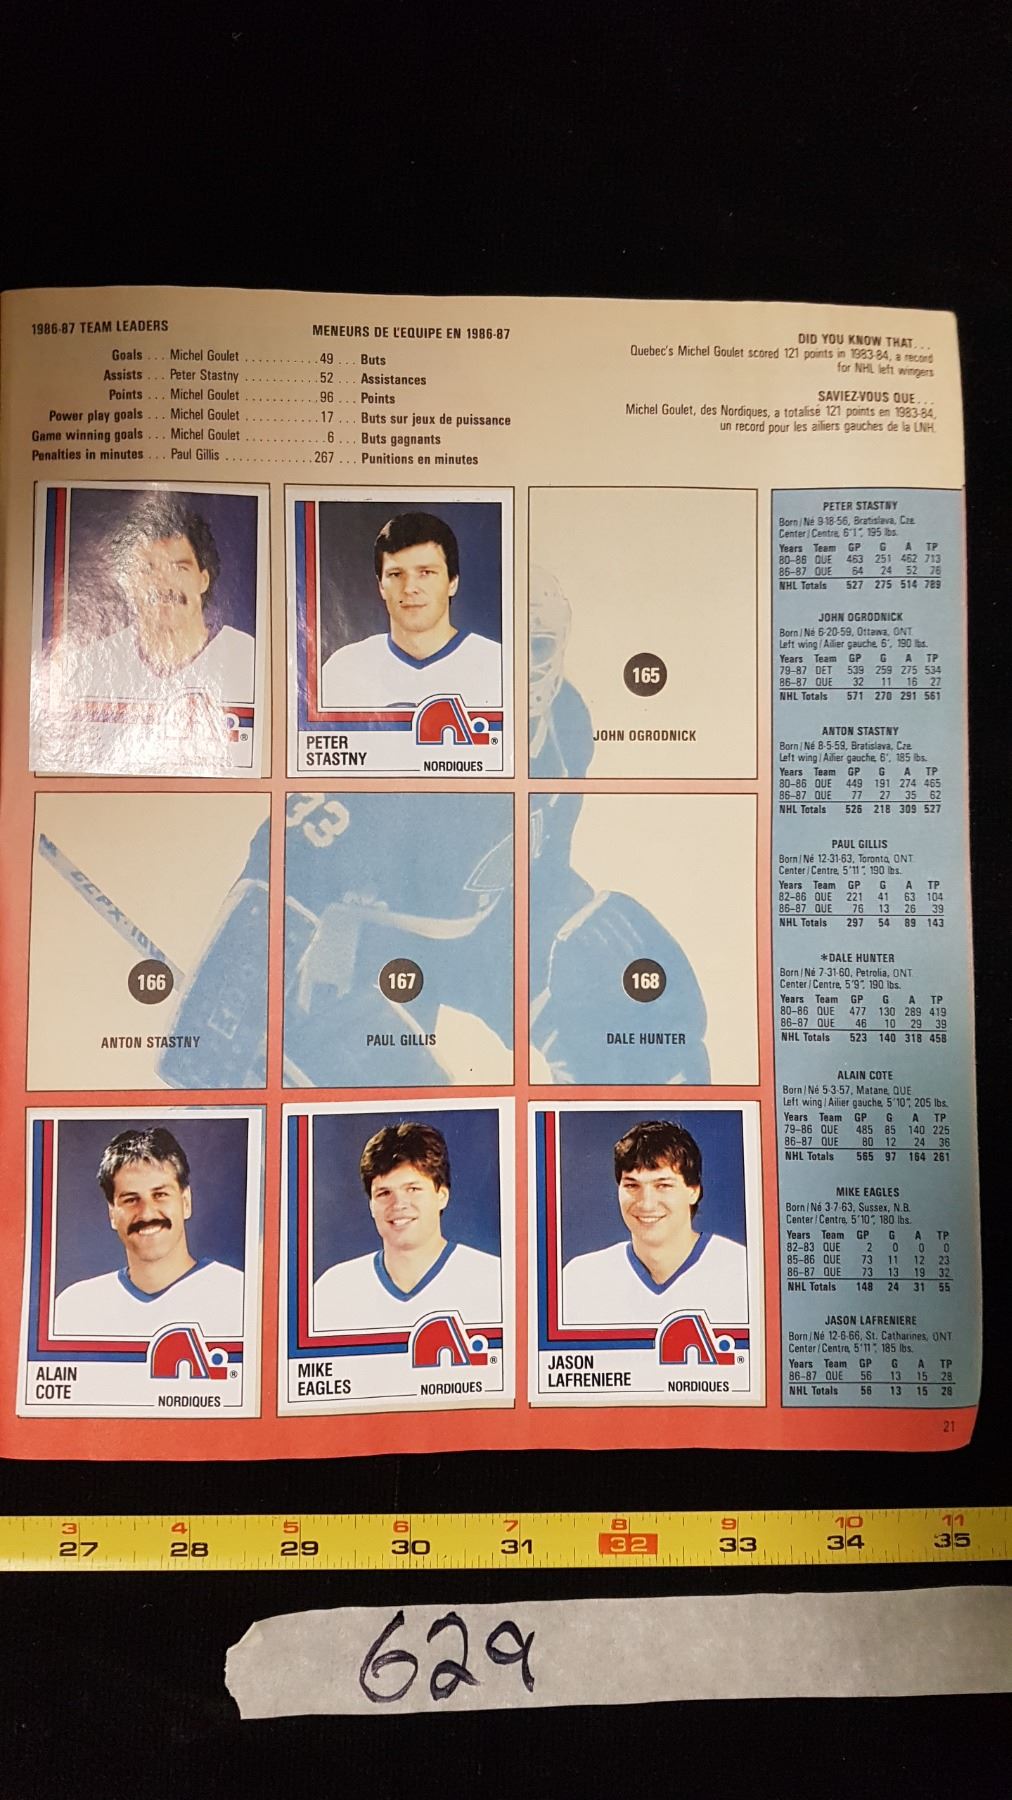 1986-87 TEAM LEADERS
MENEURS DE L'EQUIPE EN 1986-87
Goals ... Michel Goulet ........... 49 ... Buts
Assists ... Peter Stastny ........... 52 ... Assistances
Points ... Michel Goulet ........... 96 ... Points
Power play goals ... Michel Goulet ........... 17 ... Buts sur jeux de puissance
Game winning goals ... Michel Goulet ........... 6 ... Buts gagnants
Penalties in minutes ... Paul Gillis ............. 267 ... Punitions en minutes
DID YOU KNOW THAT...
Quebec's Michel Goulet scored 121 points in 1983-84, a record
for NHL left wingers
SAVIEZ-VOUS QUE...
Michel Goulet, des Nordiques, a totalisé 121 points en 1983-84,
un record pour les ailiers gauches de la LNH.
PETER
STASTNY
NORDIQUES
165
JOHN OGRODNICK
33
166
ANTON STASTNY
167
PAUL GILLIS
168
DALE HUNTER
ALAIN
COTE
NORDIQUES
MIKE
EAGLES
NORDIQUES
JASON
LAFRENIERE
NORDIQUES
PETER STASTNY
Born/Né 9-18-56, Bratislava, Cze.
Center/Centre, 6'1", 195 lbs.
Years Team GP G A TP
80-86 QUE 463 251 462 713
86-87 QUE 64 24 52 76
NHL Totals 527 275 514 789
JOHN OGRODNICK
Born/Né 6-20-59, Ottawa, ONT.
Left wing/Ailier gauche, 6', 190 lbs.
Years Team GP G A TP
79-87 DET 539 259 275 534
86-87 QUE 32 11 16 27
NHL Totals 571 270 291 561
ANTON STASTNY
Born/Né 8-5-59, Bratislava, Cze.
Left wing/Ailier gauche, 6', 185 lbs.
Years Team GP G A TP
80-86 QUE 449 191 274 465
86-87 QUE 77 27 35 62
NHL Totals 526 218 309 527
PAUL GILLIS
Born/Né 12-31-63, Toronto, ONT.
Center/Centre, 5'11", 190 lbs.
Years Team GP G A TP
82-86 QUE 221 41 63 104
86-87 QUE 76 13 26 39
NHL Totals 297 54 89 143
*DALE HUNTER
Born/Né 7-31-60, Petrolia, ONT.
Center/Centre, 5'9", 190 lbs.
Years Team GP G A TP
80-86 QUE 477 130 289 419
86-87 QUE 46 10 29 39
NHL Totals 523 140 318 458
ALAIN COTE
Born/Né 5-3-57, Matane, QUE.
Left wing/Ailier gauche, 5'10", 205 lbs.
Years Team GP G A TP
79-86 QUE 485 85 140 225
86-87 QUE 80 12 24 36
NHL Totals 565 97 164 261
MIKE EAGLES
Born/Né 3-7-63, Sussex, N.B.
Center/Centre, 5'10", 180 lbs.
Years Team GP G A TP
82-83 QUE 2 0 0 0
85-86 QUE 73 11 12 23
86-87 QUE 73 13 19 32
NHL Totals 148 24 31 55
JASON LAFRENIERE
Born/Né 12-6-66, St. Catharines, ONT.
Center/Centre, 5'11", 185 lbs.
Years Team GP G A TP
86-87 QUE 56 13 15 28
NHL Totals 56 13 15 28
21
3 4 5 6 7 8 9 10 11
27 28 29 30 31 32 33 34 35
629